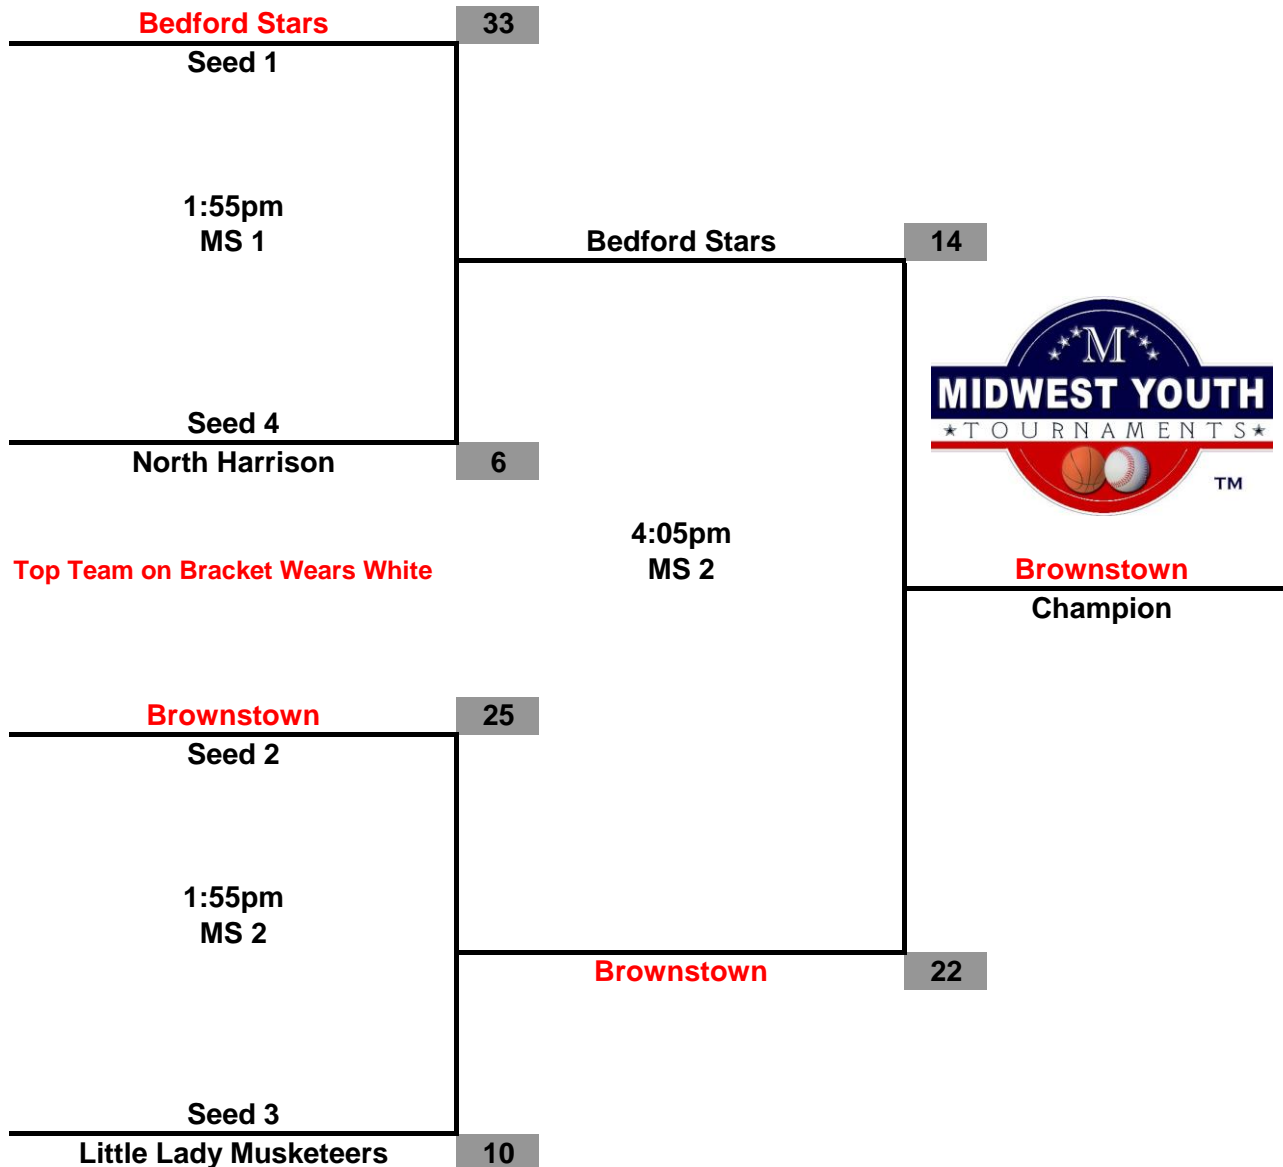 Bedford Stars 33
Seed 1
1:55pm
MS 1
Bedford Stars 14
M
MIDWEST YOUTH
TOURNAMENTS
TM
Seed 4
North Harrison 6
4:05pm
MS 2
Top Team on Bracket Wears White
Brownstown
Champion
Brownstown 25
Seed 2
1:55pm
MS 2
Brownstown 22
Seed 3
Little Lady Musketeers 10